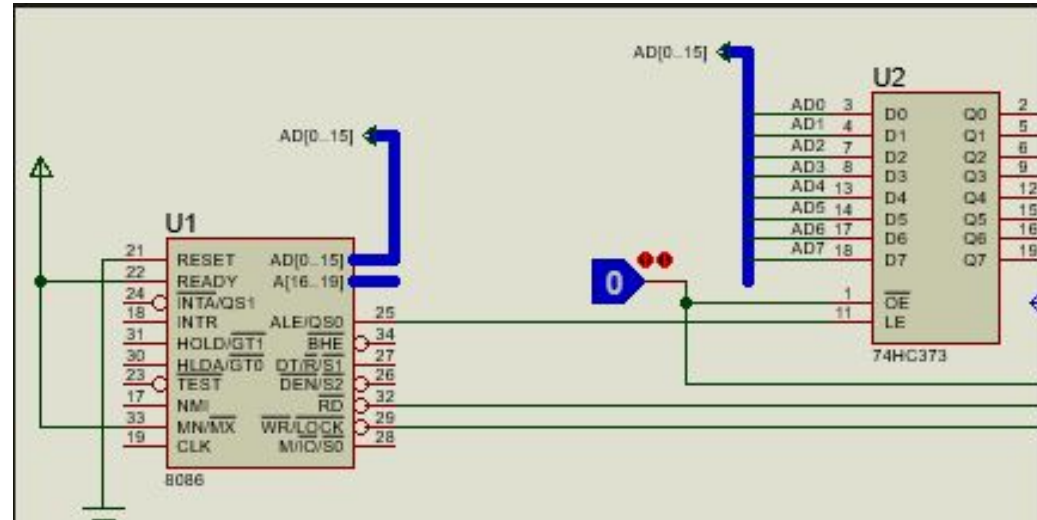 AD[0..15]
U2
AD0 3 D0 Q0 2
AD1 4 D1 Q1 5
AD2 7 D2 Q2 6
AD3 8 D3 Q3 9
AD4 13 D4 Q4 12
AD5 14 D5 Q5 15
AD6 17 D6 Q6 16
AD7 18 D7 Q7 19
1 OE
11 LE
74HC373
0
AD[0..15]
U1
21 RESET AD[0..15]
22 READY A[16..19]
24 INTA/QS1
18 INTR ALE/QS0 25
31 HOLD/GT1 BHE 34
30 HLDA/GT0 DT/R/S1 27
23 TEST DEN/S2 26
17 NMI RD 32
33 MN/MX WR/LOCK 29
19 CLK M/IO/S0 28
8086